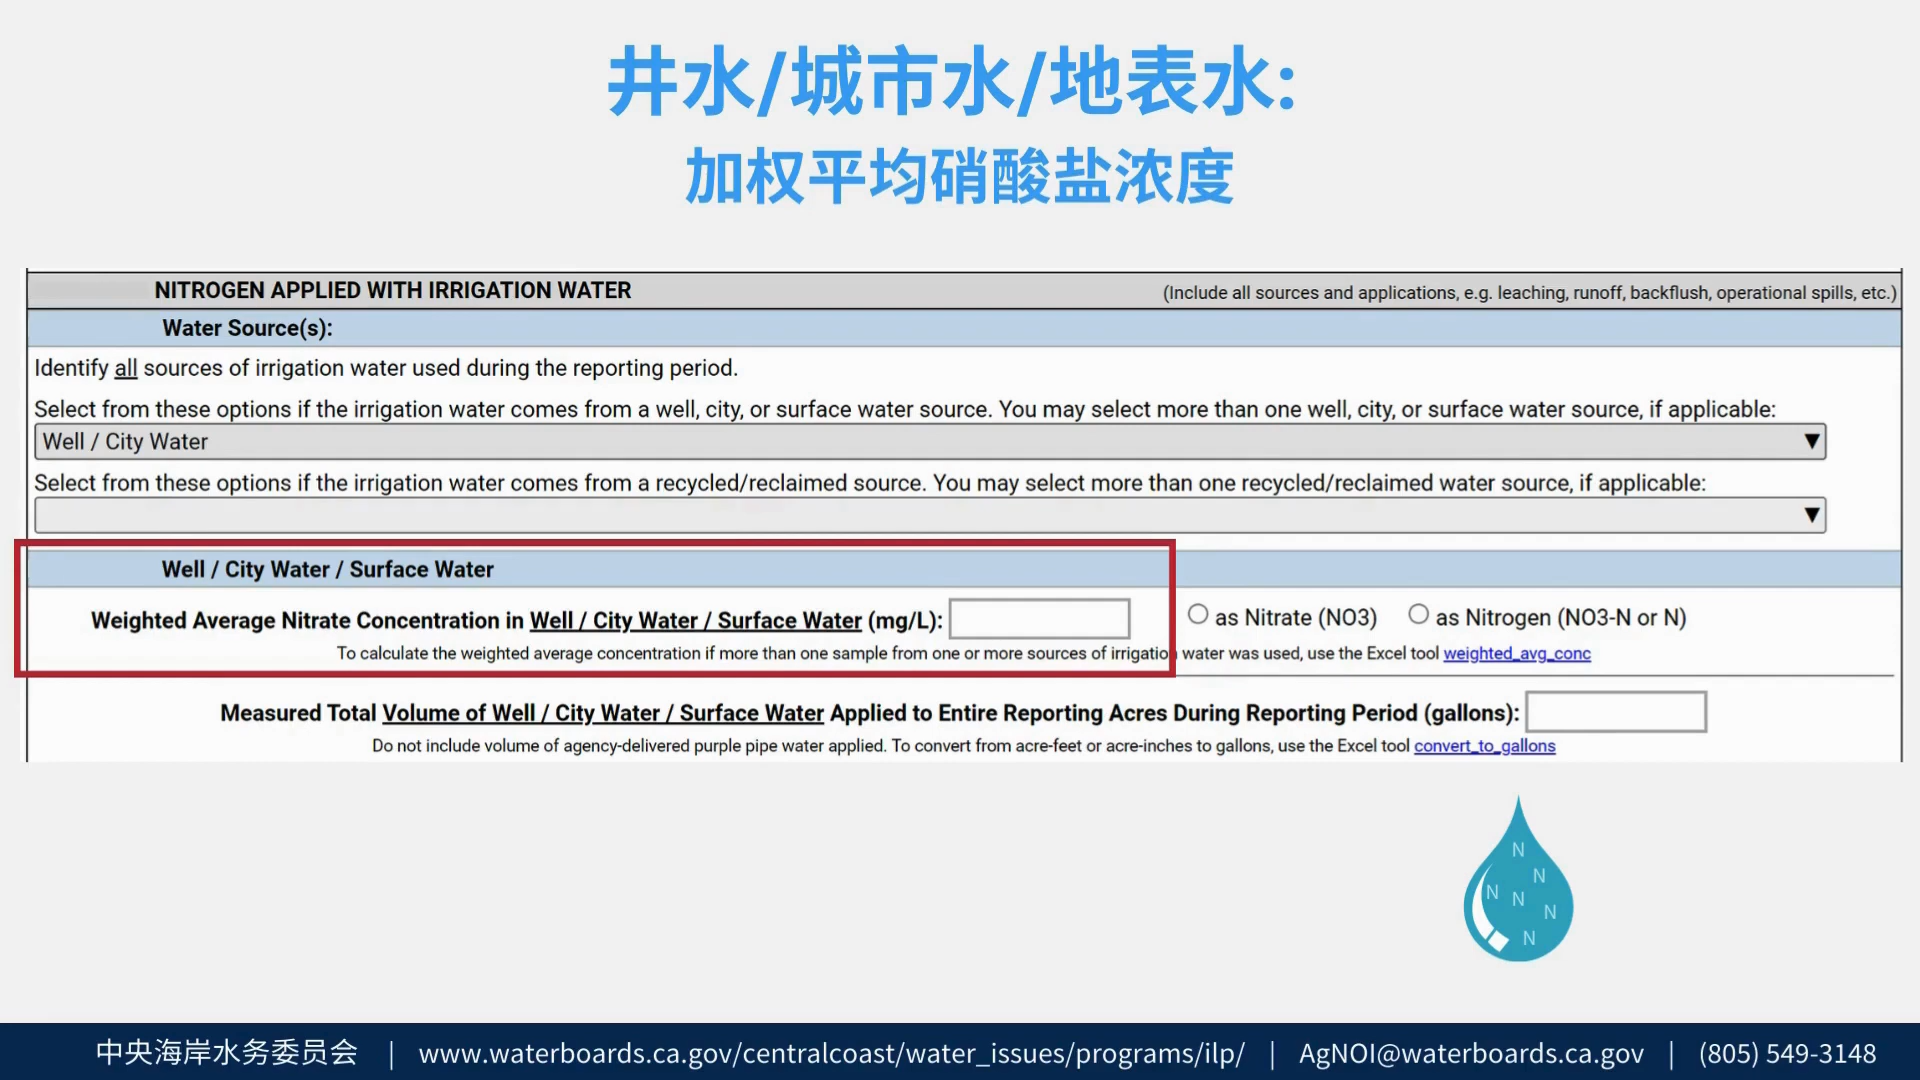 井水/城市水/地表水:
加权平均硝酸盐浓度
NITROGEN APPLIED WITH IRRIGATION WATER (Include all sources and applications, e.g. leaching, runoff, backflush, operational spills, etc.)
Water Source(s):
Identify all sources of irrigation water used during the reporting period.
Select from these options if the irrigation water comes from a well, city, or surface water source. You may select more than one well, city, or surface water source, if applicable:
Well / City Water ▼
Select from these options if the irrigation water comes from a recycled/reclaimed source. You may select more than one recycled/reclaimed water source, if applicable:
▼
Well / City Water / Surface Water
Weighted Average Nitrate Concentration in Well / City Water / Surface Water (mg/L): as Nitrate (NO3) as Nitrogen (NO3-N or N)
To calculate the weighted average concentration if more than one sample from one or more sources of irrigation water was used, use the Excel tool weighted_avg_conc
Measured Total Volume of Well / City Water / Surface Water Applied to Entire Reporting Acres During Reporting Period (gallons):
Do not include volume of agency-delivered purple pipe water applied. To convert from acre-feet or acre-inches to gallons, use the Excel tool convert_to_gallons
N
N
N N
N
N
中央海岸水务委员会 | www.waterboards.ca.gov/centralcoast/water_issues/programs/ilp/ | AgNOI@waterboards.ca.gov | (805) 549-3148